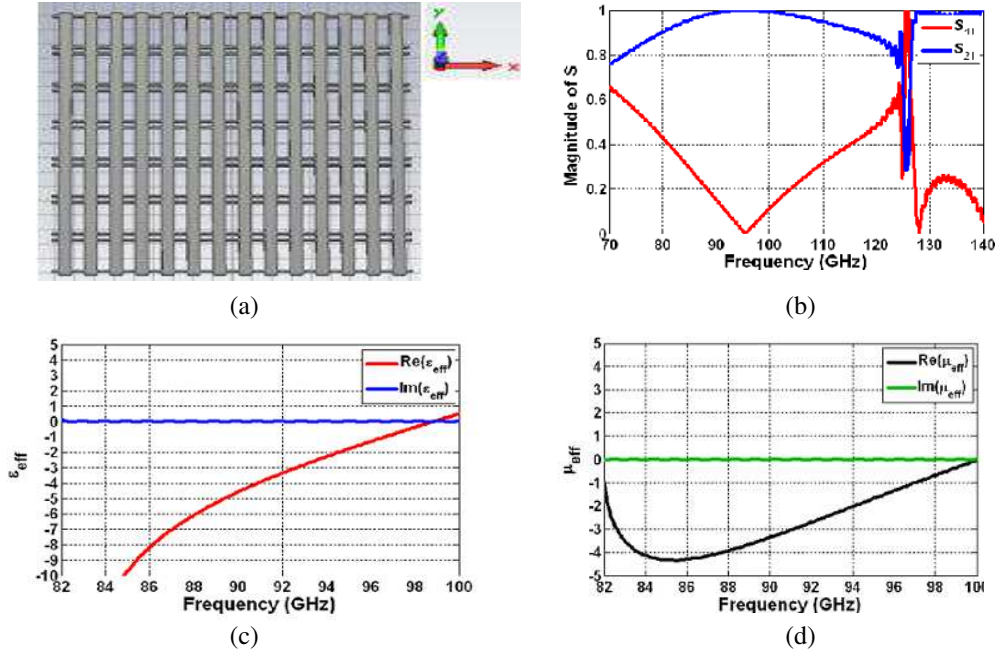 y
x
(a)
Magnitude of S
1
0.8
0.6
0.4
0.2
0
70 80 90 100 110 120 130 140
Frequency (GHz)
S11
S21
(b)
εeff
5
4
3
2
1
0
-1
-2
-3
-4
-5
-6
-7
-8
-9
-10
82 84 86 88 90 92 94 96 98 100
Frequency (GHz)
Re(εeff)
Im(εeff)
(c)
μeff
5
4
3
2
1
0
-1
-2
-3
-4
-5
82 84 86 88 90 92 94 96 98 100
Frequency (GHz)
Re(μeff)
Im(μeff)
(d)